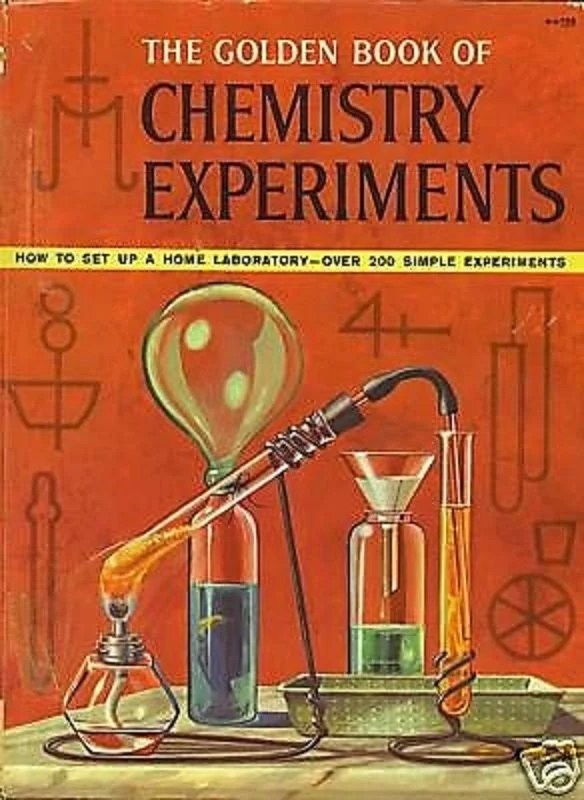 THE GOLDEN BOOK OF
CHEMISTRY
EXPERIMENTS
HOW TO SET UP A HOME LABORATORY—OVER 200 SIMPLE EXPERIMENTS